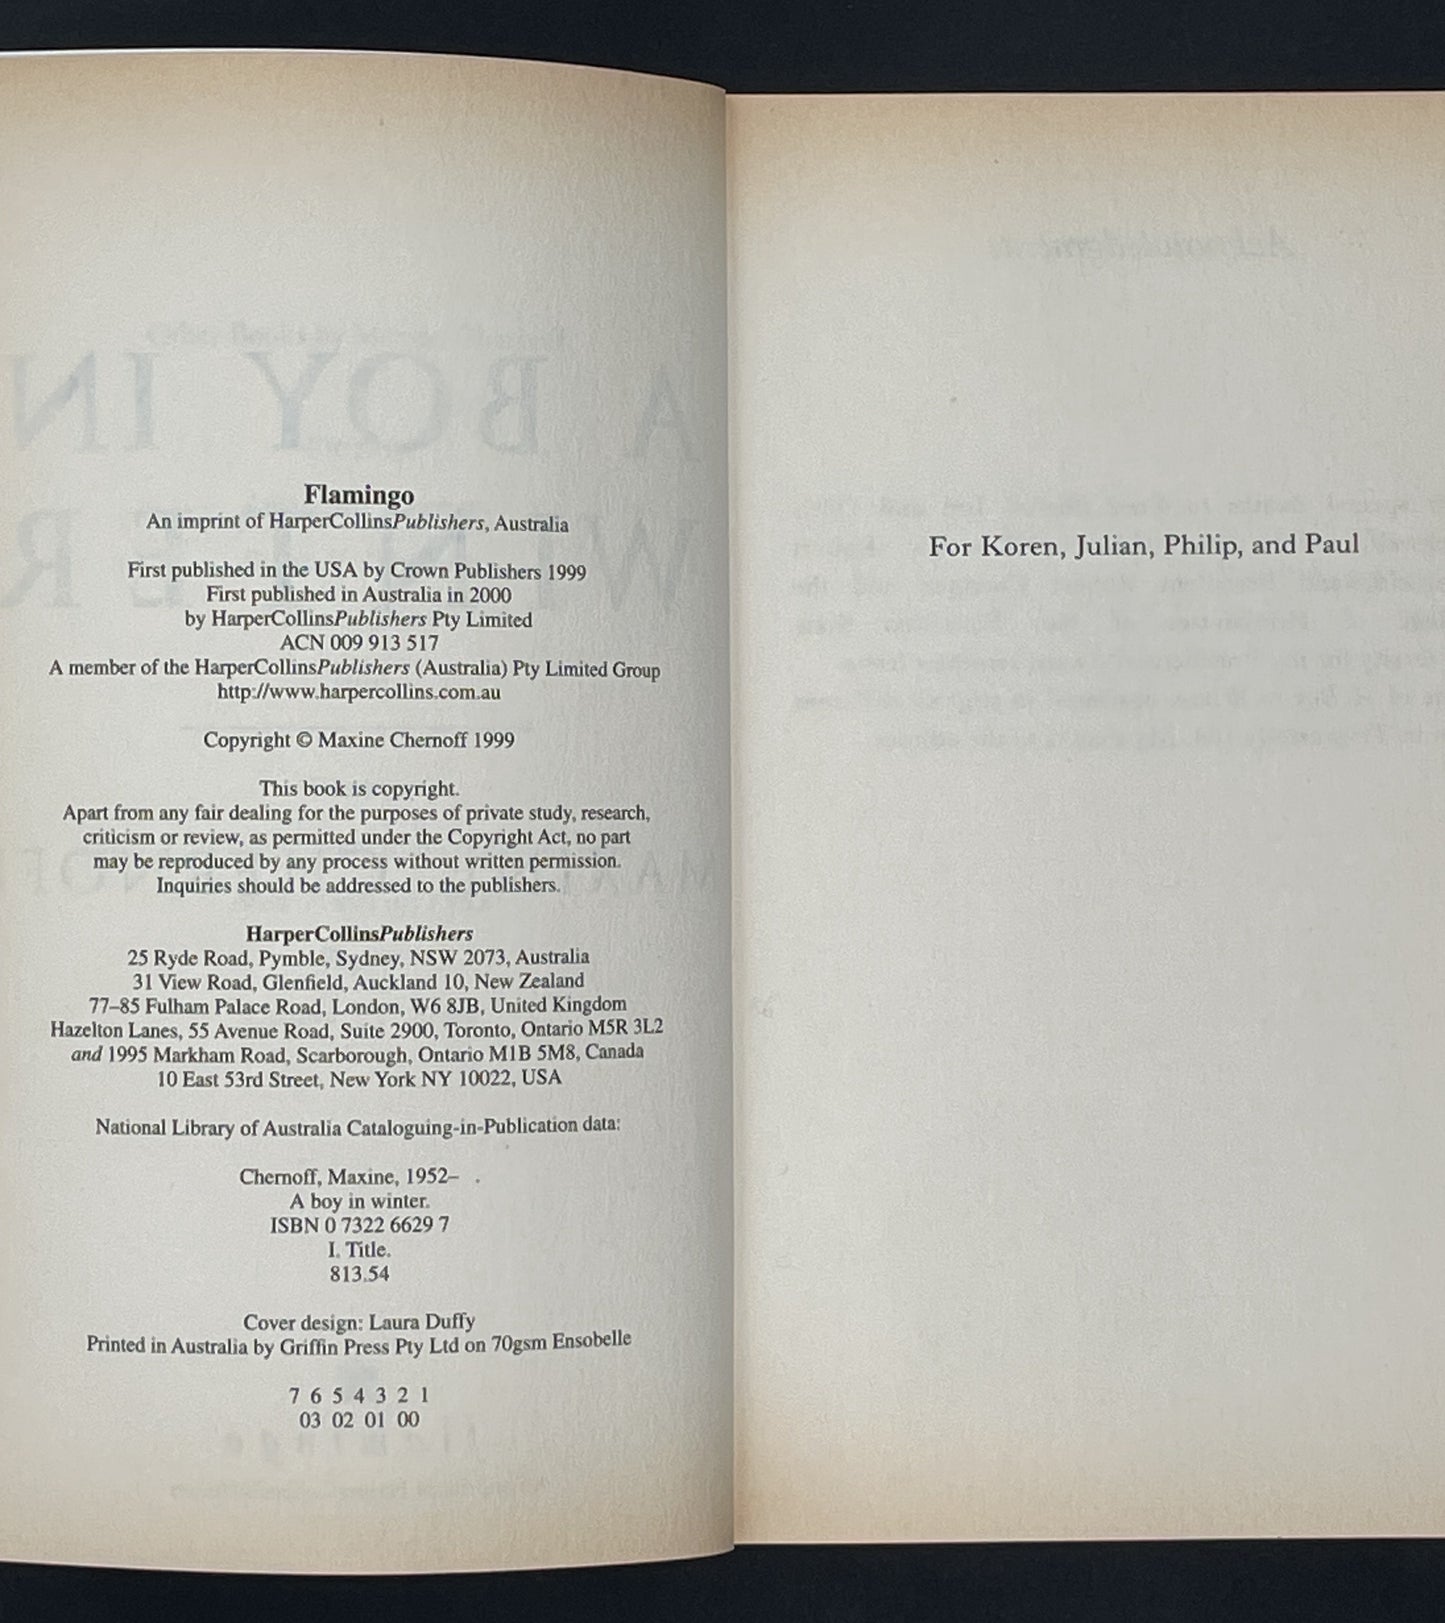 Flamingo
An imprint of HarperCollinsPublishers, Australia
First published in the USA by Crown Publishers 1999
First published in Australia in 2000
by HarperCollinsPublishers Pty Limited
ACN 009 913 517
A member of the HarperCollinsPublishers (Australia) Pty Limited Group
http://www.harpercollins.com.au
Copyright © Maxine Chernoff 1999
This book is copyright.
Apart from any fair dealing for the purposes of private study, research,
criticism or review, as permitted under the Copyright Act, no part
may be reproduced by any process without written permission.
Inquiries should be addressed to the publishers.
HarperCollinsPublishers
25 Ryde Road, Pymble, Sydney, NSW 2073, Australia
31 View Road, Glenfield, Auckland 10, New Zealand
77–85 Fulham Palace Road, London, W6 8JB, United Kingdom
Hazelton Lanes, 55 Avenue Road, Suite 2900, Toronto, Ontario M5R 3L2
and 1995 Markham Road, Scarborough, Ontario M1B 5M8, Canada
10 East 53rd Street, New York NY 10022, USA
National Library of Australia Cataloguing-in-Publication data:
Chernoff, Maxine, 1952– .
A boy in winter.
ISBN 0 7322 6629 7
I. Title.
813.54
Cover design: Laura Duffy
Printed in Australia by Griffin Press Pty Ltd on 70gsm Ensobelle
7 6 5 4 3 2 1
03 02 01 00
For Koren, Julian, Philip, and Paul